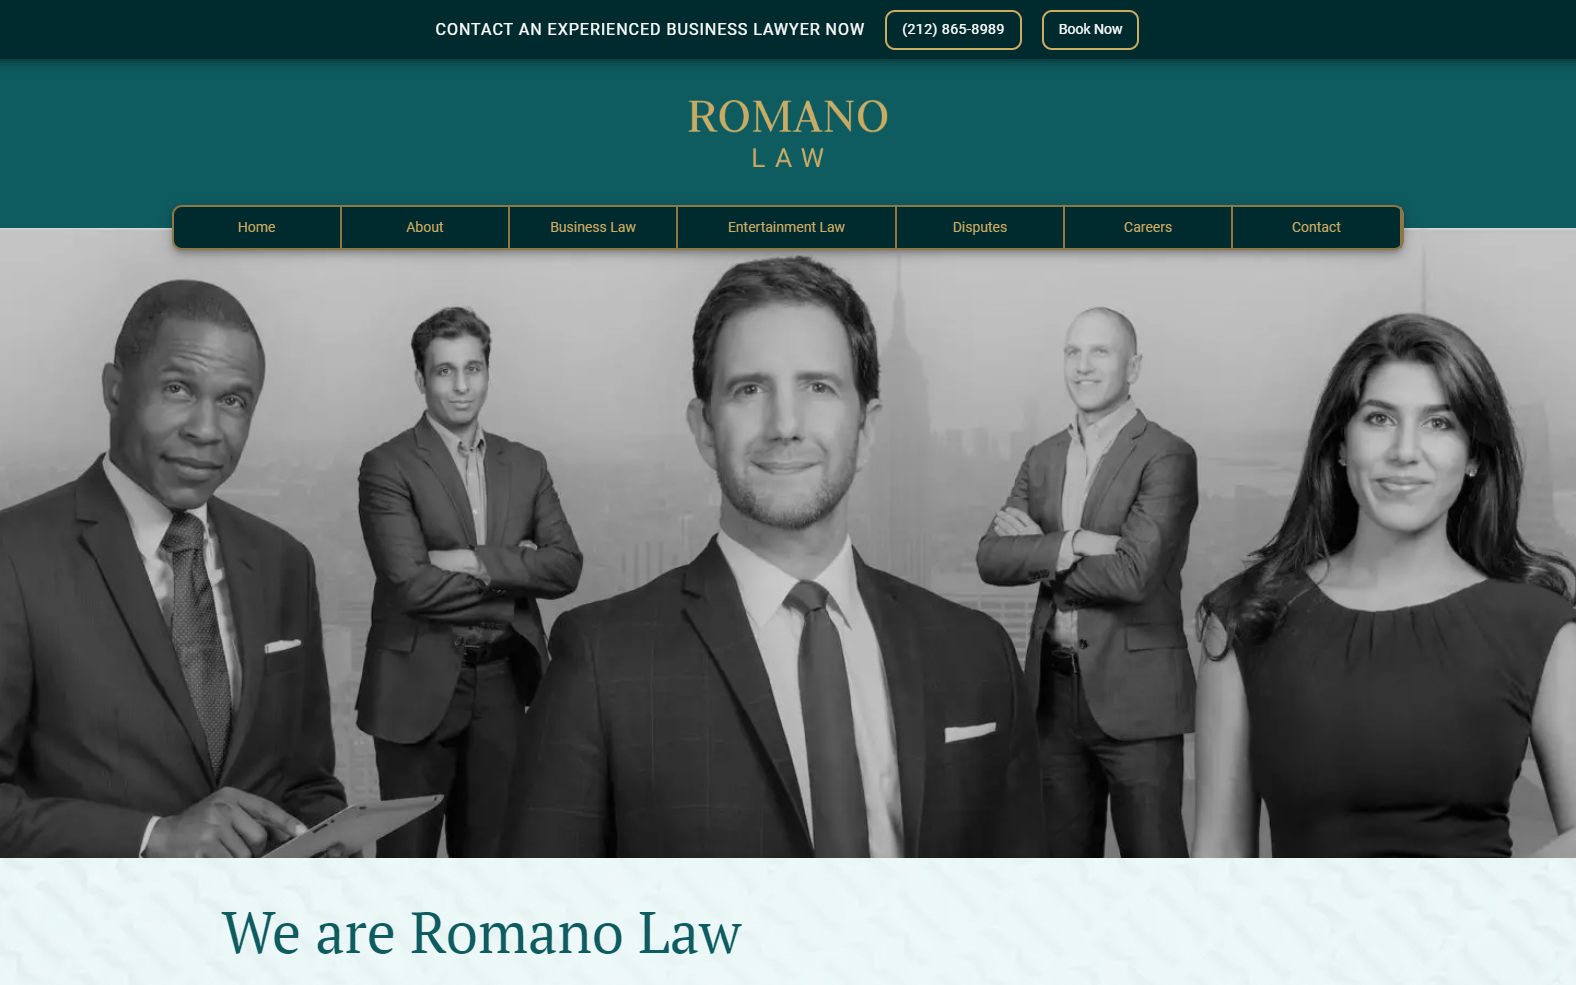 CONTACT AN EXPERIENCED BUSINESS LAWYER NOW (212) 865-8989 Book Now
ROMANO
LAW
Home About Business Law Entertainment Law Disputes Careers Contact
We are Romano Law